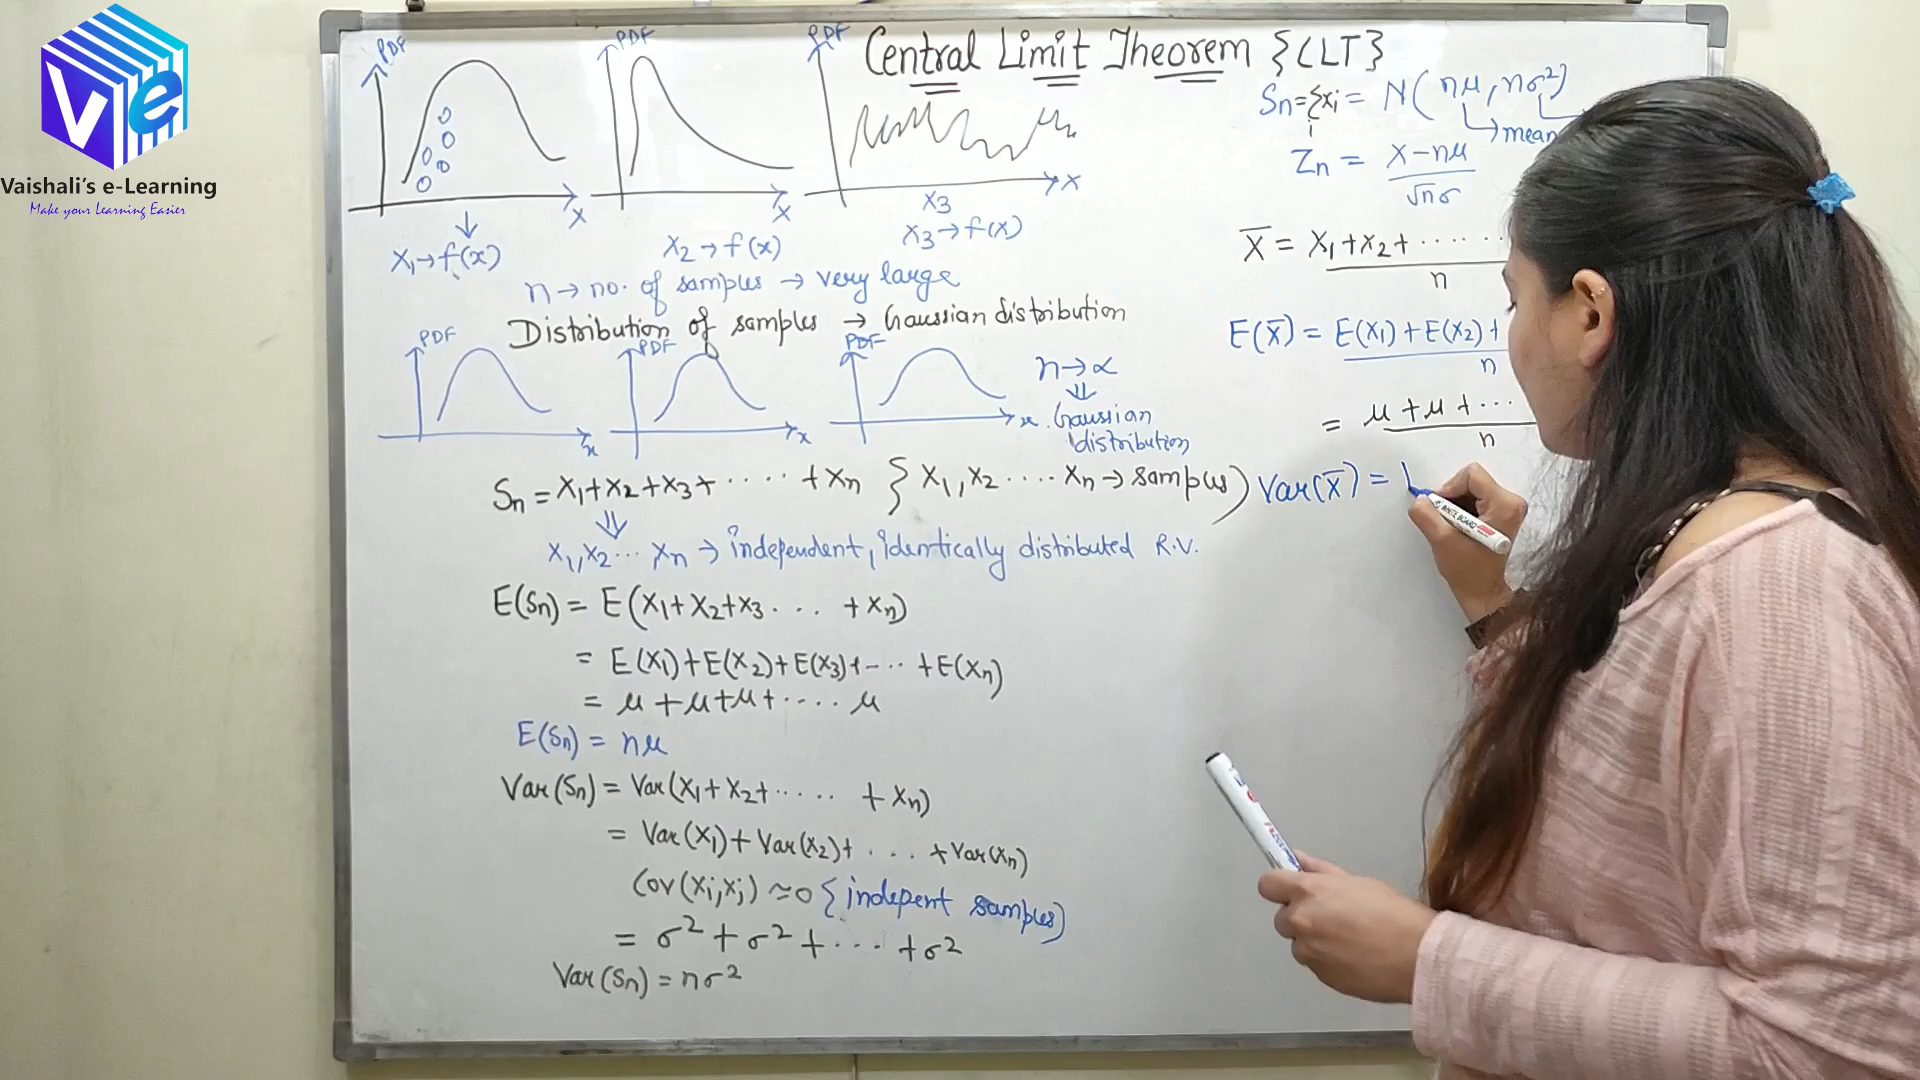 Vaishali's e-Learning
Make your Learning Easier
Central Limit Theorem {CLT}
PDF
x
X1→f(x)
PDF
x
X2→f(x)
PDF
x
X3
X3→f(x)
n→no. of samples → very large
Distribution of samples → Gaussian distribution
PDF
x
PDF
x
PDF
x
n→∝
⇓
Gaussian
distribution
Sn = X1+X2+X3+ ····· + Xn } X1, X2 ···· Xn → samples)
⇓
X1, X2 ··· Xn → independent, identically distributed R.V.
E(Sn) = E(X1+X2+X3 ···· + Xn)
= E(X1)+E(X2)+E(X3)+-··· +E(Xn)
= μ+μ+μ+ ···· μ
E(Sn) = nμ
Var(Sn) = Var(X1+X2+····· + Xn)
= Var(X1)+Var(X2)+ ···· +Var(Xn)
Cov(Xi,Xj) ≈0 {indepent samples)
= σ²+σ²+ ··· +σ²
Var(Sn) = nσ²
Sn={xi = N(nμ, nσ²)
i
→mean
Zn = X-nμ / √nσ
X̄ = X1+X2+······ / n
E(X̄) = E(X1)+E(X2)+ / n
= μ+μ+··· / n
Var(X̄) =